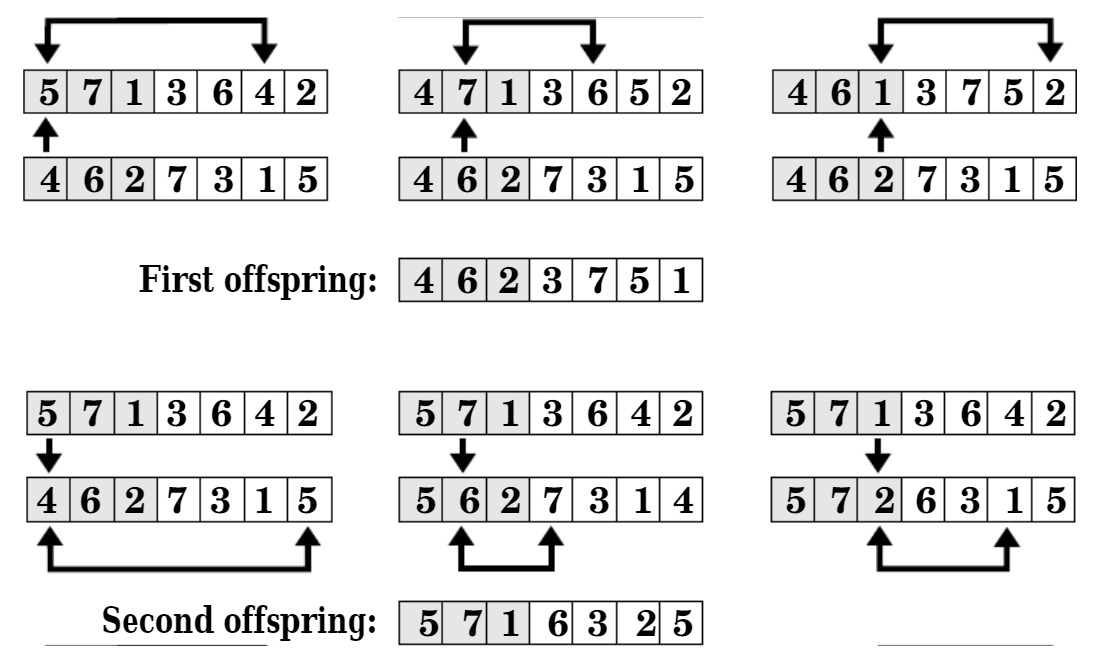 5 7 1 3 6 4 2 4 7 1 3 6 5 2 4 6 1 3 7 5 2
4 6 2 7 3 1 5 4 6 2 7 3 1 5 4 6 2 7 3 1 5
First offspring: 4 6 2 3 7 5 1
5 7 1 3 6 4 2 5 7 1 3 6 4 2 5 7 1 3 6 4 2
4 6 2 7 3 1 5 5 6 2 7 3 1 4 5 7 2 6 3 1 5
Second offspring: 5 7 1 6 3 2 5